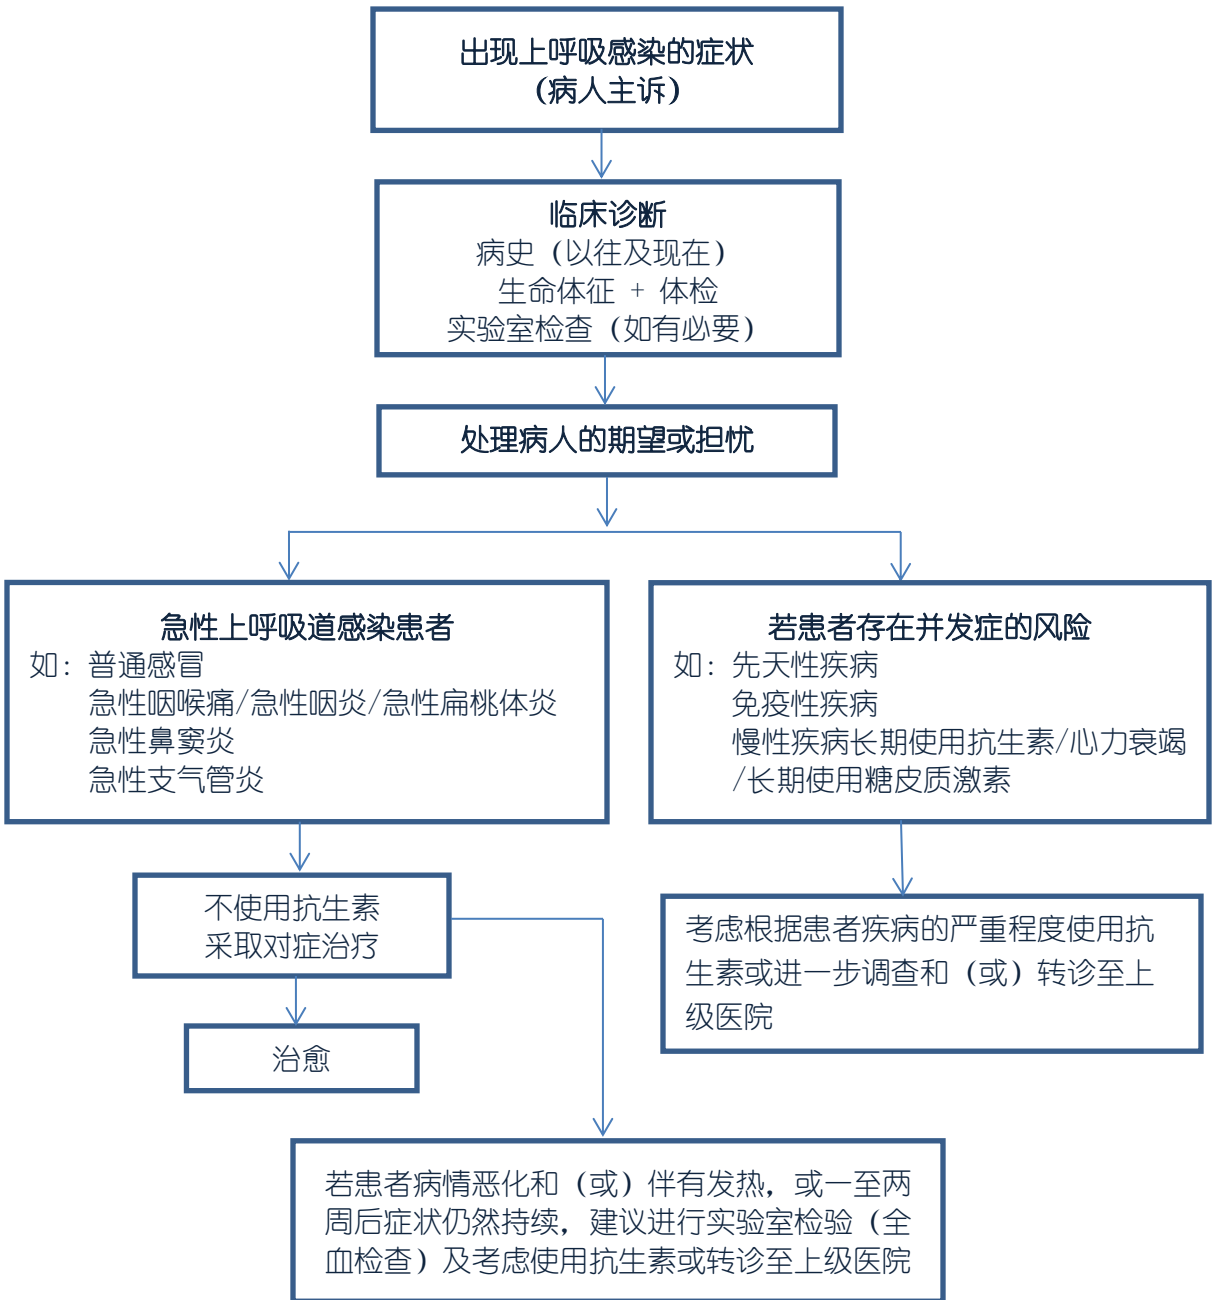 出现上呼吸感染的症状
(病人主诉)
临床诊断
病史 (以往及现在)
生命体征 + 体检
实验室检查 (如有必要)
处理病人的期望或担忧
急性上呼吸道感染患者
如: 普通感冒
急性咽喉痛/急性咽炎/急性扁桃体炎
急性鼻窦炎
急性支气管炎
若患者存在并发症的风险
如: 先天性疾病
免疫性疾病
慢性疾病长期使用抗生素/心力衰竭
/长期使用糖皮质激素
不使用抗生素
采取对症治疗
考虑根据患者疾病的严重程度使用抗
生素或进一步调查和 (或) 转诊至上
级医院
治愈
若患者病情恶化和 (或) 伴有发热, 或一至两
周后症状仍然持续, 建议进行实验室检验 (全
血检查) 及考虑使用抗生素或转诊至上级医院